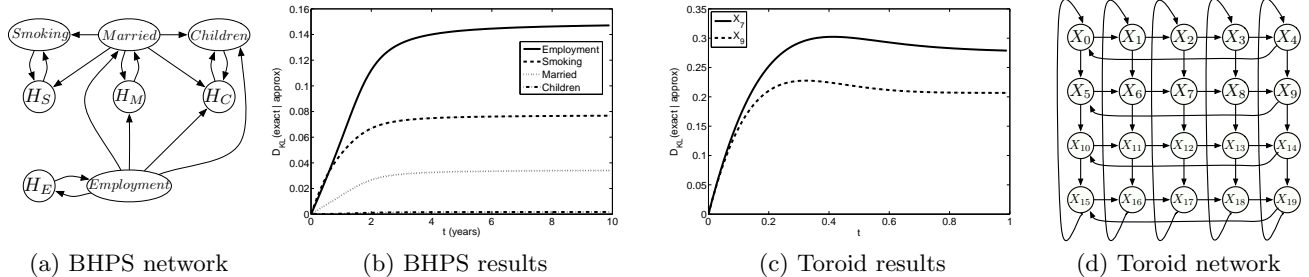 Smoking Married Children
H_S H_M H_C
H_E Employment
(a) BHPS network
D_KL(exact | approx)
0.16
0.14
0.12
0.1
0.08
0.06
0.04
0.02
0
Employment
Smoking
Married
Children
0 2 4 6 8 10
t (years)
(b) BHPS results
D_KL(exact | approx)
0.35
0.3
0.25
0.2
0.15
0.1
0.05
0
X_7
X_9
0 0.2 0.4 0.6 0.8 1
t
(c) Toroid results
X_0 X_1 X_2 X_3 X_4
X_5 X_6 X_7 X_8 X_9
X_10 X_11 X_12 X_13 X_14
X_15 X_16 X_17 X_18 X_19
(d) Toroid network